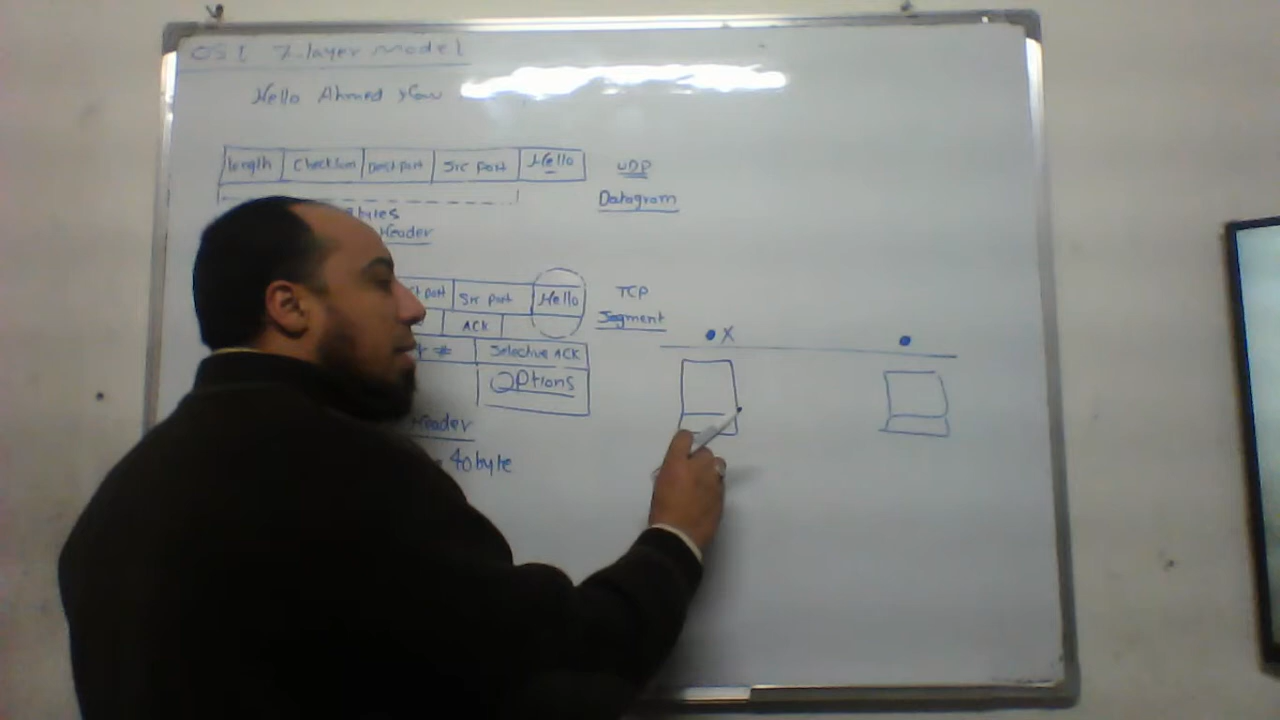 OSI 7-layer model
Hello Ahmed
length Checksum Dest port Src port Hello UDP
Datagram
bytes
Header
port Src port Hello TCP
ACK Segment
# Selective ACK
Options
X
Header
40 byte